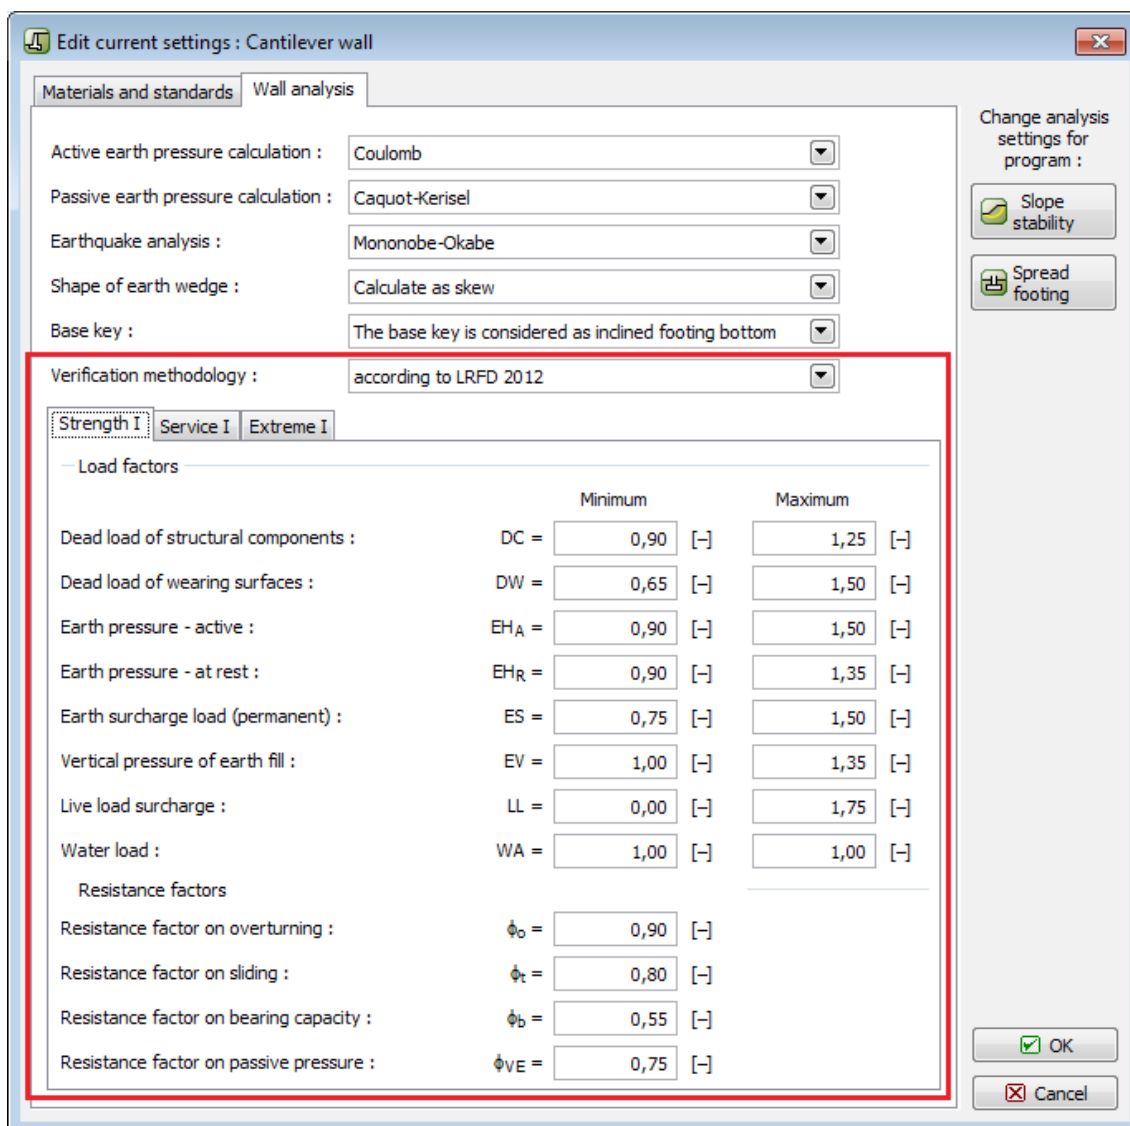 Edit current settings : Cantilever wall
Materials and standards Wall analysis
Change analysis
settings for
program :
Active earth pressure calculation : Coulomb
Passive earth pressure calculation : Caquot-Kerisel
Slope
stability
Earthquake analysis : Mononobe-Okabe
Shape of earth wedge : Calculate as skew
Spread
footing
Base key : The base key is considered as inclined footing bottom
Verification methodology : according to LRFD 2012
Strength I Service I Extreme I
Load factors
Minimum Maximum
Dead load of structural components : DC = 0,90 [–] 1,25 [–]
Dead load of wearing surfaces : DW = 0,65 [–] 1,50 [–]
Earth pressure - active : EHA = 0,90 [–] 1,50 [–]
Earth pressure - at rest : EHR = 0,90 [–] 1,35 [–]
Earth surcharge load (permanent) : ES = 0,75 [–] 1,50 [–]
Vertical pressure of earth fill : EV = 1,00 [–] 1,35 [–]
Live load surcharge : LL = 0,00 [–] 1,75 [–]
Water load : WA = 1,00 [–] 1,00 [–]
Resistance factors
Resistance factor on overturning : ϕo = 0,90 [–]
Resistance factor on sliding : ϕt = 0,80 [–]
Resistance factor on bearing capacity : ϕb = 0,55 [–]
Resistance factor on passive pressure : ϕVE = 0,75 [–]
OK
Cancel